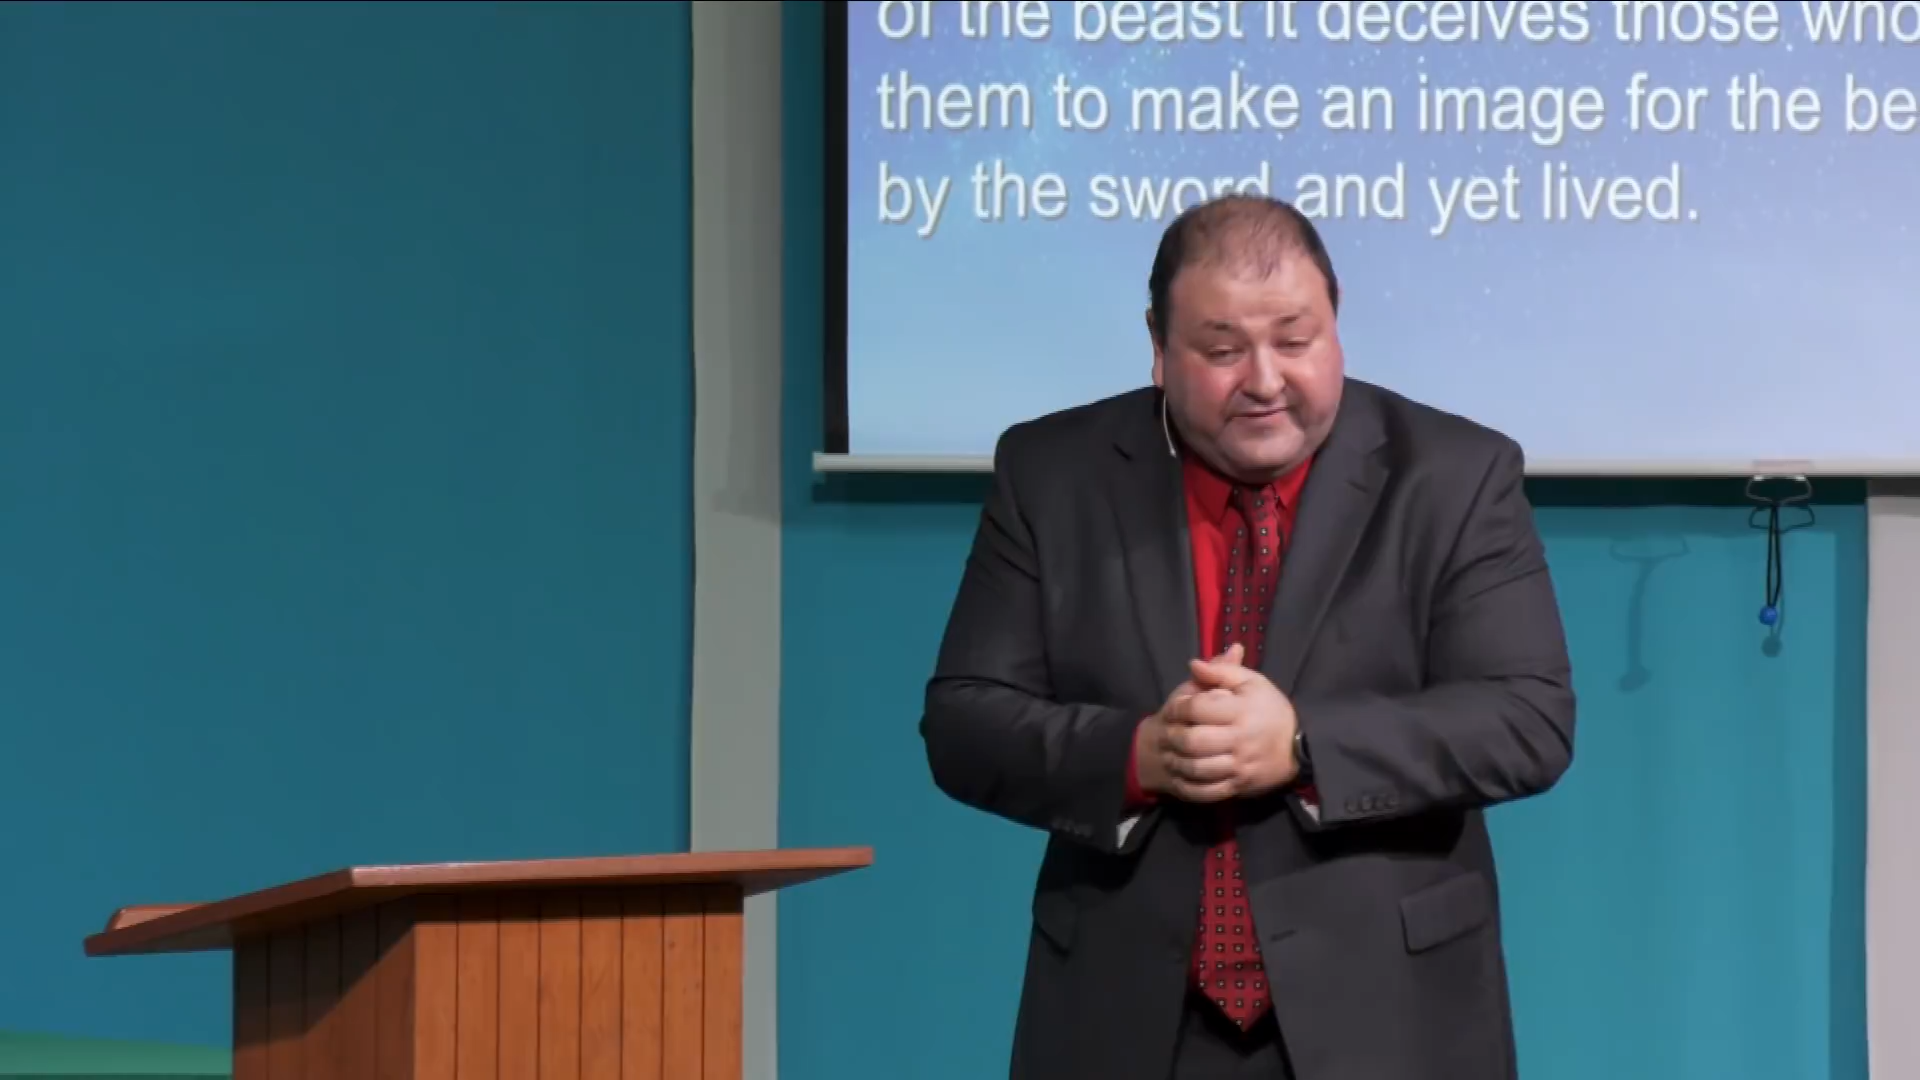 of the beast it deceives those who
them to make an image for the be
by the sword and yet lived.